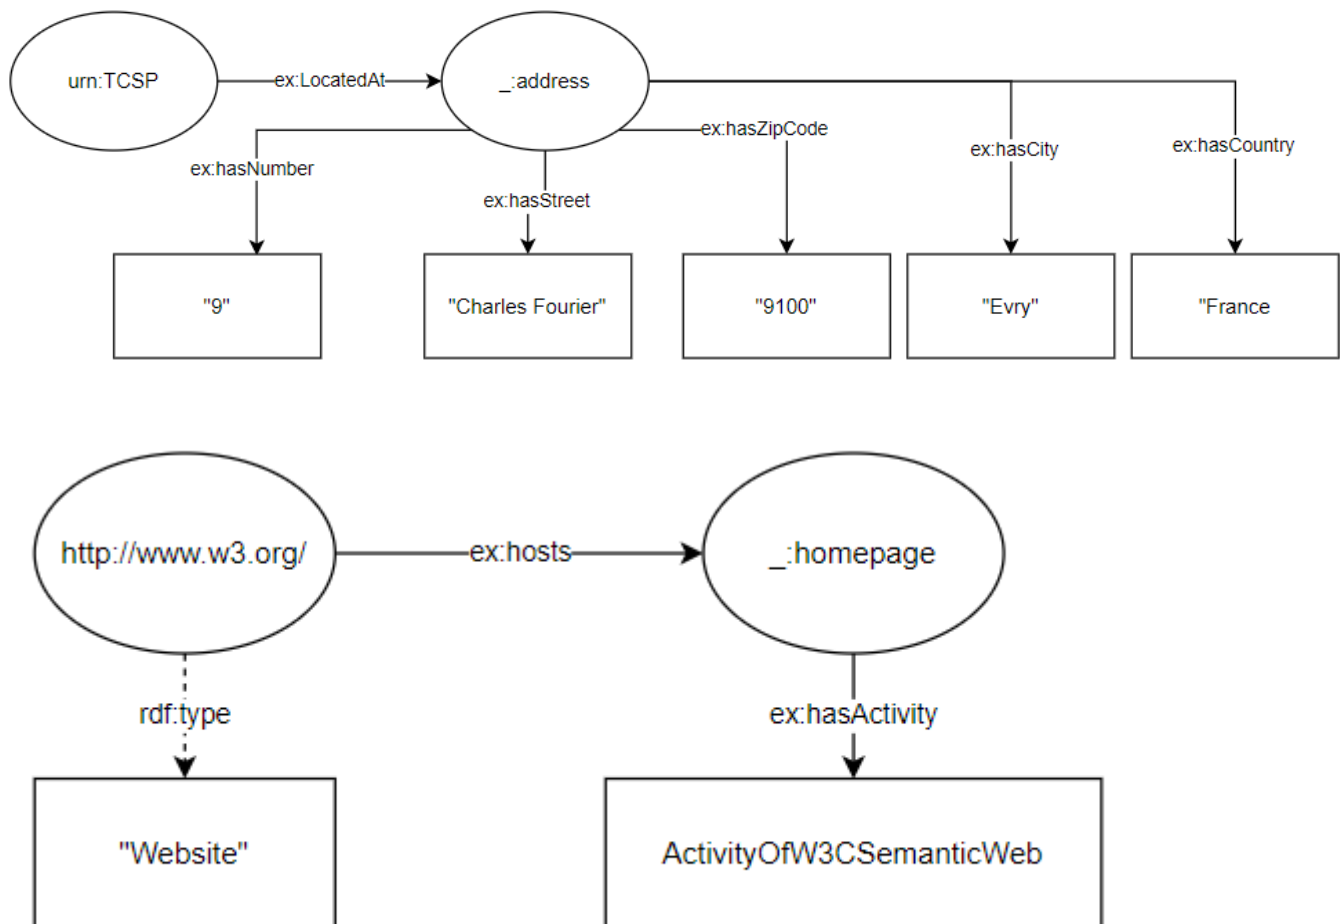 urn:TCSP
ex:LocatedAt
_:address
ex:hasZipCode
ex:hasNumber
ex:hasCity
ex:hasCountry
ex:hasStreet
"9"
"Charles Fourier"
"9100"
"Evry"
"France
http://www.w3.org/
ex:hosts
_:homepage
rdf:type
ex:hasActivity
"Website"
ActivityOfW3CSemanticWeb